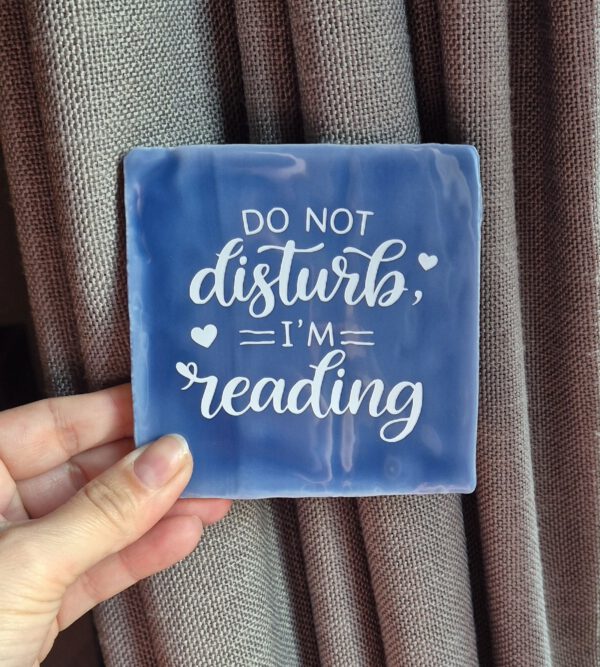 DO NOT
disturb,
I'M
reading